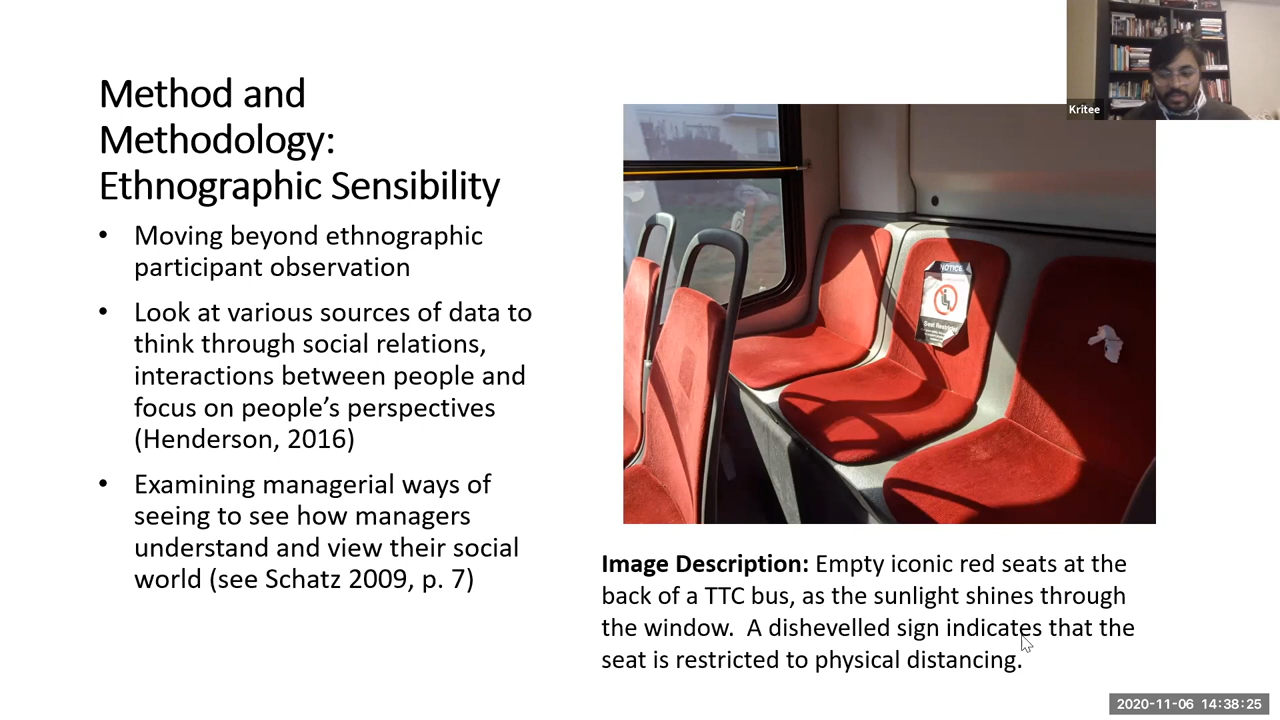 Method and
Methodology:
Ethnographic Sensibility
• Moving beyond ethnographic
participant observation
• Look at various sources of data to
think through social relations,
interactions between people and
focus on people’s perspectives
(Henderson, 2016)
• Examining managerial ways of
seeing to see how managers
understand and view their social
world (see Schatz 2009, p. 7)
Kritee
NOTICE
Seat Restricted
Image Description: Empty iconic red seats at the
back of a TTC bus, as the sunlight shines through
the window.  A dishevelled sign indicates that the
seat is restricted to physical distancing.
2020-11-06 14:38:25